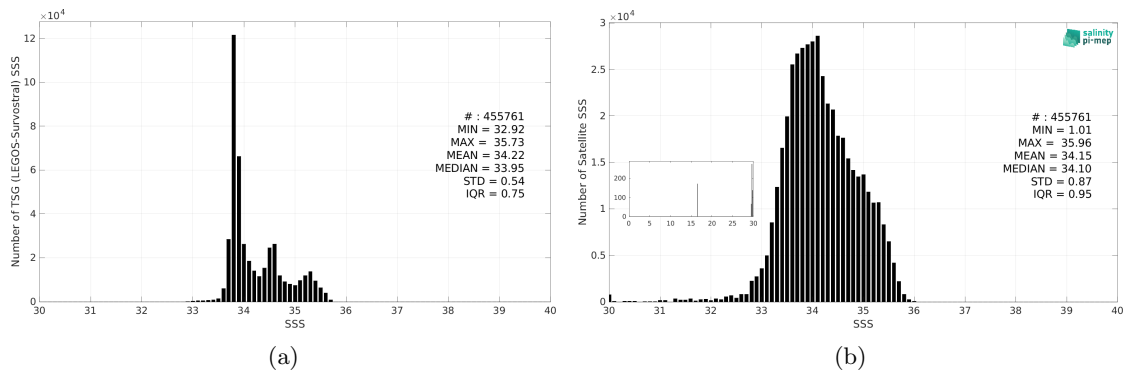 ×10⁴
Number of TSG (LEGOS-Survostral) SSS
12
10
8
6
4
2
0
# : 455761
MIN = 32.92
MAX = 35.73
MEAN = 34.22
MEDIAN = 33.95
STD = 0.54
IQR = 0.75
30 31 32 33 34 35 36 37 38 39 40
SSS
(a)
×10⁴
Number of Satellite SSS
3
2.5
2
1.5
1
0.5
0
salinity
pi-mep
# : 455761
MIN = 1.01
MAX = 35.96
MEAN = 34.15
MEDIAN = 34.10
STD = 0.87
IQR = 0.95
200
100
0
0 5 10 15 20 25 30
30 31 32 33 34 35 36 37 38 39 40
SSS
(b)